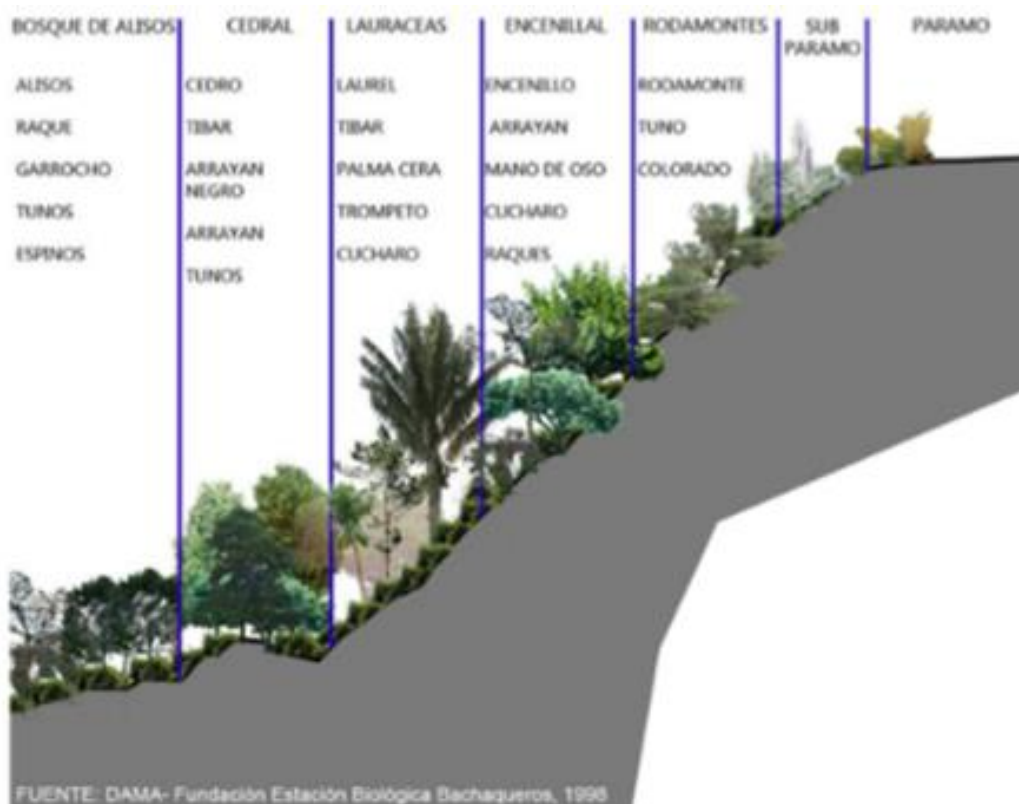 BOSQUE DE ALISOS
ALISOS
RAQUE
GARROCHO
TUNOS
ESPINOS
CEDRAL
CEDRO
TIBAR
ARRAYAN
NEGRO
ARRAYAN
TUNOS
LAURACEAS
LAUREL
TIBAR
PALMA CERA
TROMPETO
CUCHARO
ENCENILLAL
ENCENILLO
ARRAYAN
MANO DE OSO
CUCHARO
RAQUES
RODAMONTES
RODAMONTE
TUNO
COLORADO
SUB
PARAMO
PARAMO
FUENTE: DAMA- Fundación Estación Biológica Bachaqueros, 1998